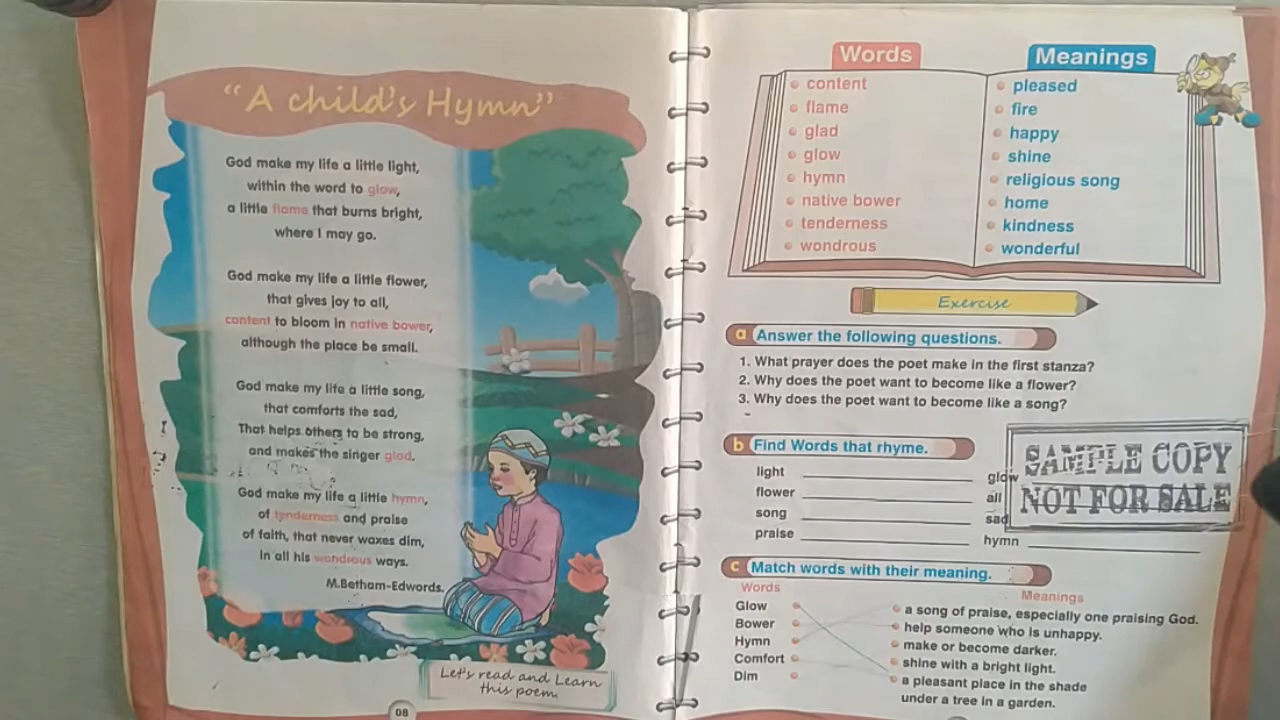 "A child's Hymn"
God make my life a little light,
within the word to glow,
a little flame that burns bright,
where I may go.
God make my life a little flower,
that gives joy to all,
content to bloom in native bower,
although the place be small.
God make my life a little song,
that comforts the sad,
That helps others to be strong,
and makes the singer glad.
God make my life a little hymn,
of tenderness and praise
of faith, that never waxes dim,
in all his wondrous ways.
M.Betham-Edwords.
Let's read and Learn
this poem.
08
Words Meanings
content pleased
flame fire
glad happy
glow shine
hymn religious song
native bower home
tenderness kindness
wondrous wonderful
Exercise
a Answer the following questions.
1. What prayer does the poet make in the first stanza?
2. Why does the poet want to become like a flower?
3. Why does the poet want to become like a song?
b Find Words that rhyme.
light glow
flower all
song sad
praise hymn
SAMPLE COPY
NOT FOR SALE
c Match words with their meaning.
Words Meanings
Glow a song of praise, especially one praising God.
Bower help someone who is unhappy.
Hymn make or become darker.
Comfort shine with a bright light.
Dim a pleasant place in the shade
under a tree in a garden.